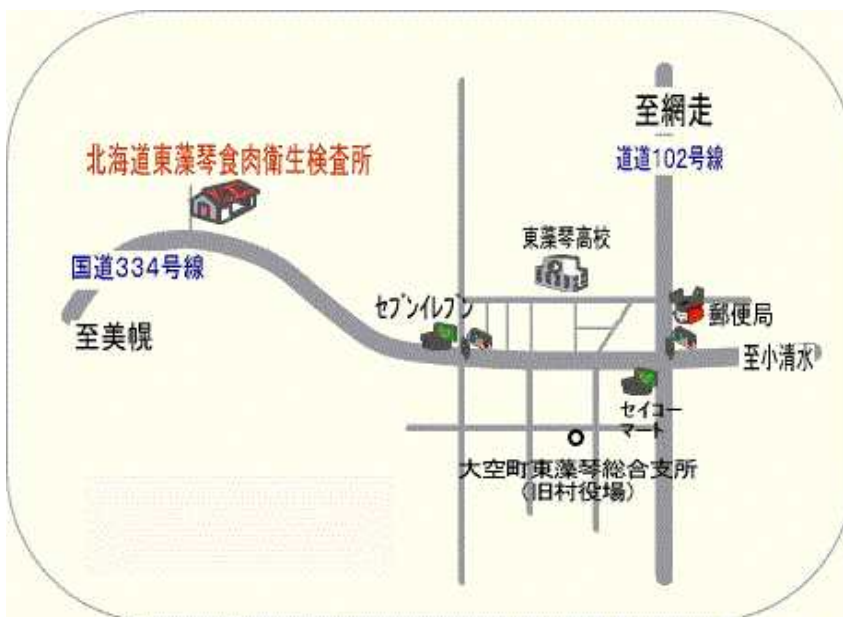 至網走
道道102号線
北海道東藻琴食肉衛生検査所
東藻琴高校
国道334号線
セブンイレブン
郵便局
至美幌
至小清水
セイコー
マート
大空町東藻琴総合支所
(旧村役場)